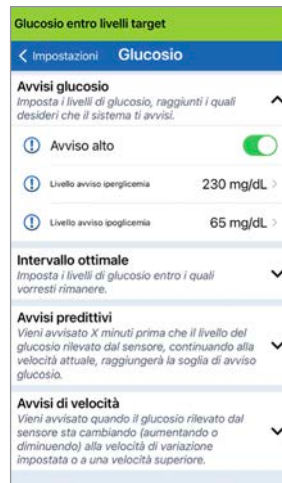 Glucosio entro livelli target
Impostazioni Glucosio
Avvisi glucosio
Imposta i livelli di glucosio, raggiunti i quali
desideri che il sistema ti avvisi.
Avviso alto
Livello avviso iperglicemia 230 mg/dL
Livello avviso ipoglicemia 65 mg/dL
Intervallo ottimale
Imposta i livelli di glucosio entro i quali
vorresti rimanere.
Avvisi predittivi
Vieni avvisato X minuti prima che il livello del
glucosio rilevato dal sensore, continuando alla
velocità attuale, raggiungerà la soglia di avviso
glucosio.
Avvisi di velocità
Vieni avvisato quando il glucosio rilevato dal
sensore sta cambiando (aumentando o
diminuendo) alla velocità di variazione
impostata o a una velocità superiore.